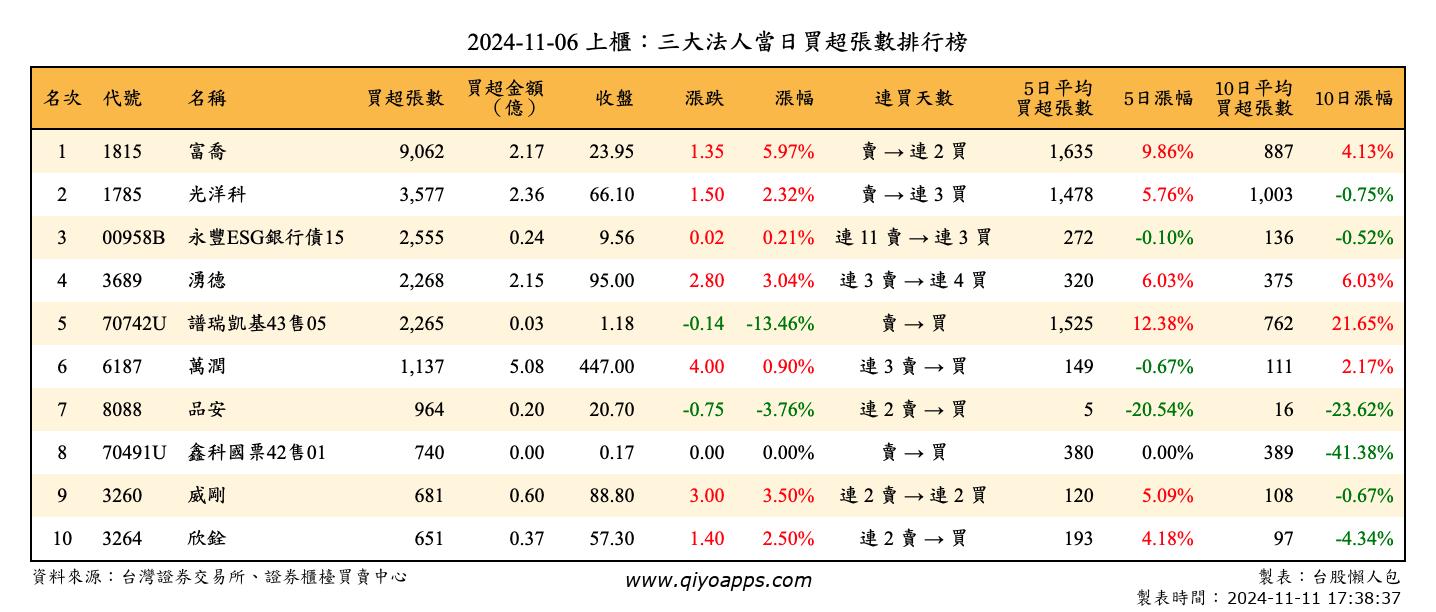 2024-11-06 上櫃：三大法人當日買超張數排行榜
名次 代號 名稱 買超張數 買超金額（億） 收盤 漲跌 漲幅 連買天數 5日平均買超張數 5日漲幅 10日平均買超張數 10日漲幅
1 1815 富喬 9,062 2.17 23.95 1.35 5.97% 賣 → 連 2 買 1,635 9.86% 887 4.13%
2 1785 光洋科 3,577 2.36 66.10 1.50 2.32% 賣 → 連 3 買 1,478 5.76% 1,003 -0.75%
3 00958B 永豐ESG銀行債15 2,555 0.24 9.56 0.02 0.21% 連 11 賣 → 連 3 買 272 -0.10% 136 -0.52%
4 3689 湧德 2,268 2.15 95.00 2.80 3.04% 連 3 賣 → 連 4 買 320 6.03% 375 6.03%
5 70742U 譜瑞凱基43售05 2,265 0.03 1.18 -0.14 -13.46% 賣 → 買 1,525 12.38% 762 21.65%
6 6187 萬潤 1,137 5.08 447.00 4.00 0.90% 連 3 賣 → 買 149 -0.67% 111 2.17%
7 8088 品安 964 0.20 20.70 -0.75 -3.76% 連 2 賣 → 買 5 -20.54% 16 -23.62%
8 70491U 鑫科國票42售01 740 0.00 0.17 0.00 0.00% 賣 → 買 380 0.00% 389 -41.38%
9 3260 威剛 681 0.60 88.80 3.00 3.50% 連 2 賣 → 連 2 買 120 5.09% 108 -0.67%
10 3264 欣銓 651 0.37 57.30 1.40 2.50% 連 2 賣 → 買 193 4.18% 97 -4.34%
資料來源：台灣證券交易所、證券櫃檯買賣中心 www.qiyoapps.com 製表：台股懶人包
製表時間：2024-11-11 17:38:37